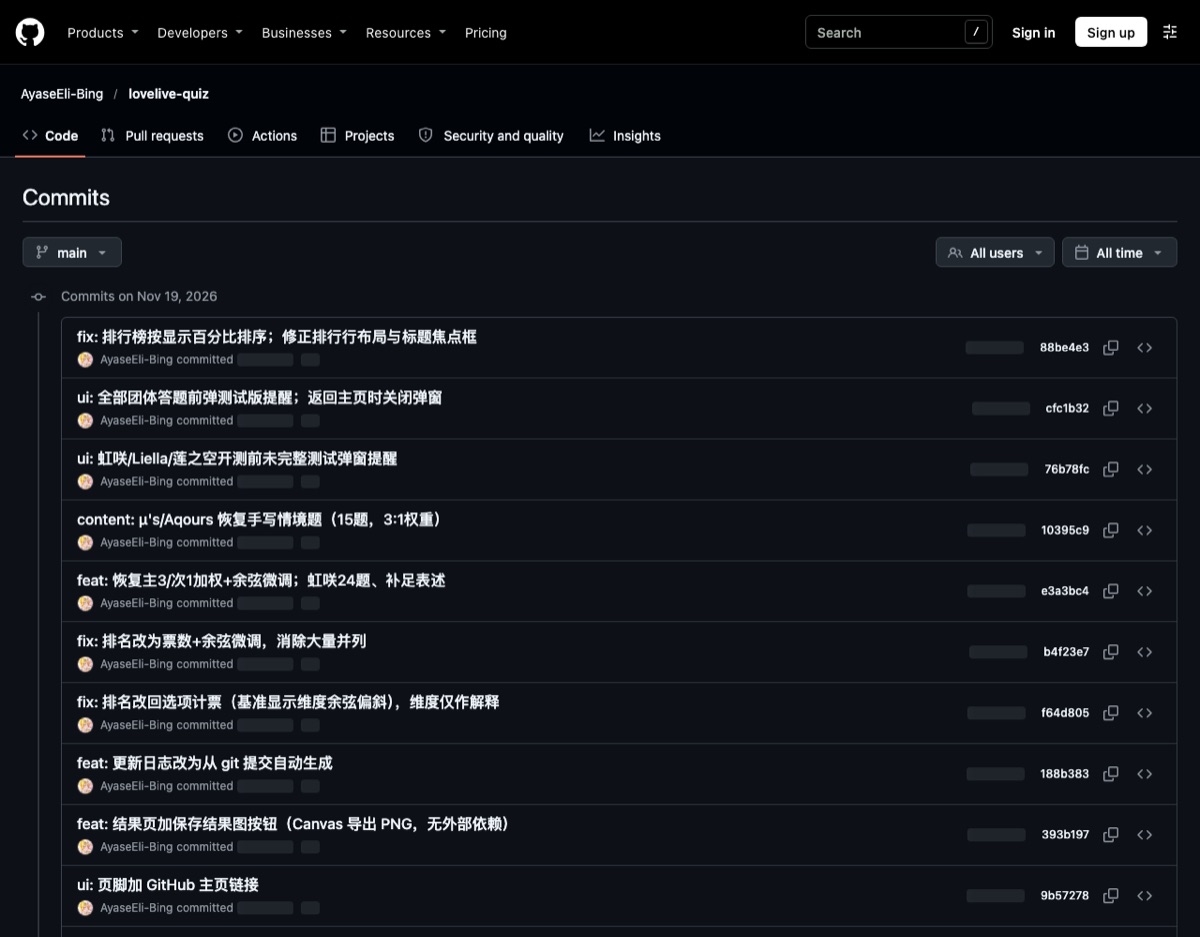 Products Developers Businesses Resources Pricing Search / Sign in Sign up
AyaseEli-Bing / lovelive-quiz
Code Pull requests Actions Projects Security and quality Insights
Commits
main All users All time
Commits on Nov 19, 2026
fix: 排行榜按显示百分比排序；修正排行行布局与标题焦点框
AyaseEli-Bing committed
88be4e3
ui: 全部团体答题前弹测试版提醒；返回主页时关闭弹窗
AyaseEli-Bing committed
cfc1b32
ui: 虹咲/Liella/莲之空开测前未完整测试弹窗提醒
AyaseEli-Bing committed
76b78fc
content: μ's/Aqours 恢复手写情境题（15题，3:1权重）
AyaseEli-Bing committed
10395c9
feat: 恢复主3/次1加权+余弦微调；虹咲24题、补足表述
AyaseEli-Bing committed
e3a3bc4
fix: 排名改为票数+余弦微调，消除大量并列
AyaseEli-Bing committed
b4f23e7
fix: 排名改回选项计票（基准显示维度余弦偏斜），维度仅作解释
AyaseEli-Bing committed
f64d805
feat: 更新日志改为从 git 提交自动生成
AyaseEli-Bing committed
188b383
feat: 结果页加保存结果图按钮（Canvas 导出 PNG，无外部依赖）
AyaseEli-Bing committed
393b197
ui: 页脚加 GitHub 主页链接
AyaseEli-Bing committed
9b57278